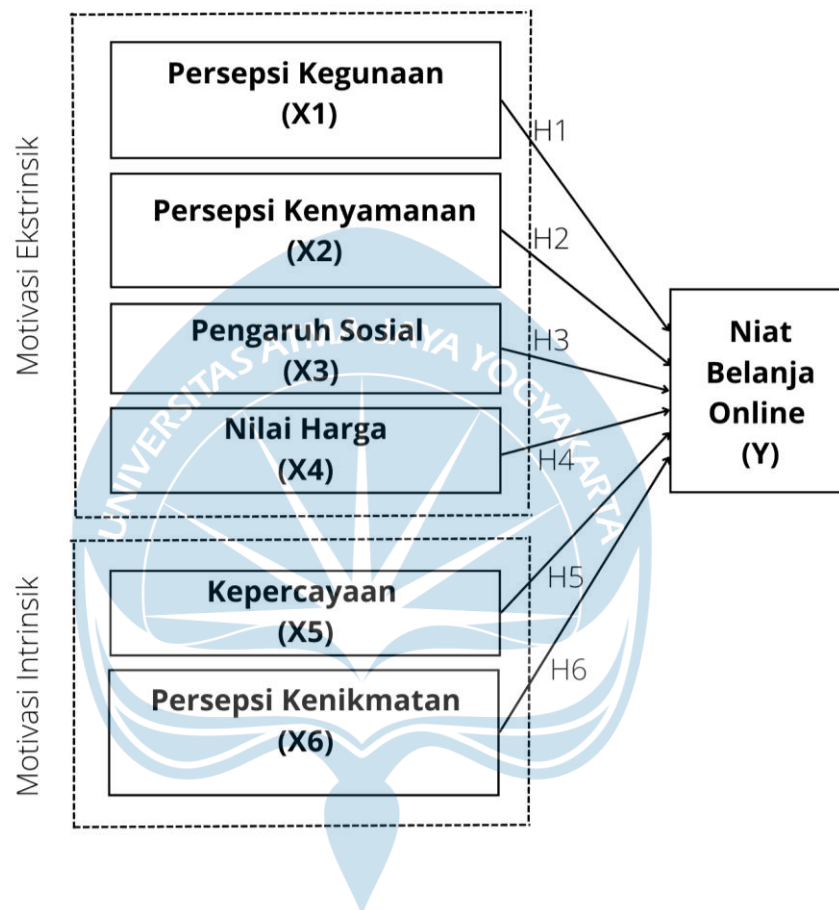 Motivasi Ekstrinsik
Persepsi Kegunaan
(X1)
Persepsi Kenyamanan
(X2)
Pengaruh Sosial
(X3)
Nilai Harga
(X4)
Motivasi Intrinsik
Kepercayaan
(X5)
Persepsi Kenikmatan
(X6)
H1
H2
H3
H4
H5
H6
Niat
Belanja
Online
(Y)
UNIVERSITAS ATMA JAYA YOGYAKARTA